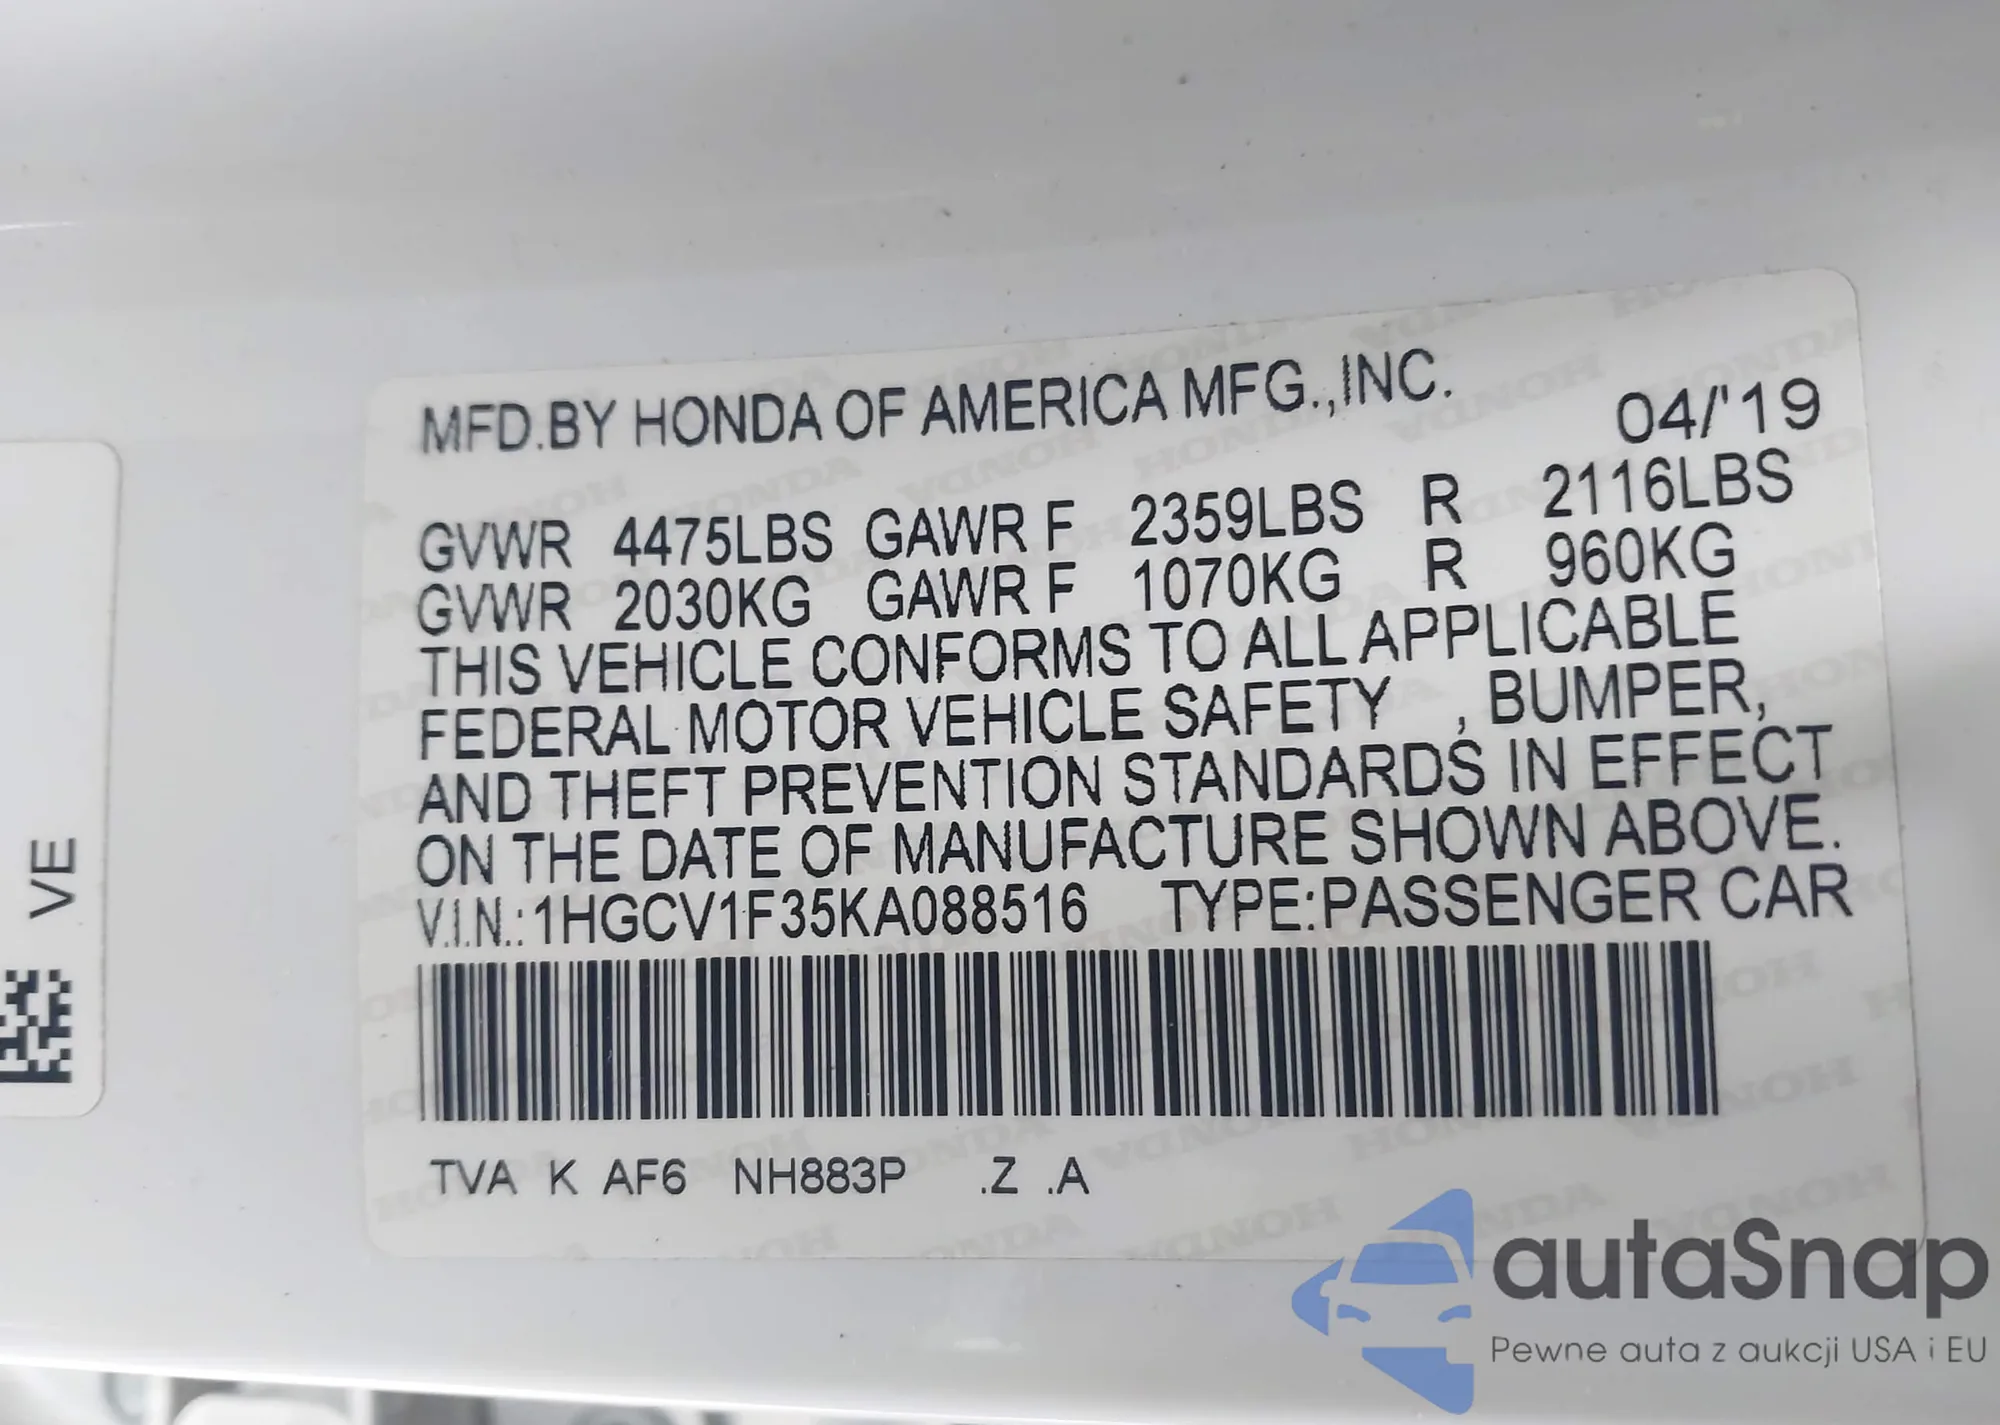 MFD.BY HONDA OF AMERICA MFG.,INC.
04/'19
GVWR 4475LBS GAWR F 2359LBS R 2116LBS
GVWR 2030KG GAWR F 1070KG R 960KG
THIS VEHICLE CONFORMS TO ALL APPLICABLE
FEDERAL MOTOR VEHICLE SAFETY , BUMPER,
AND THEFT PREVENTION STANDARDS IN EFFECT
ON THE DATE OF MANUFACTURE SHOWN ABOVE.
V.I.N.: 1HGCV1F35KA088516 TYPE:PASSENGER CAR
TVA K AF6 NH883P .Z .A
VE
autaSnap
Pewne auta z aukcji USA i EU